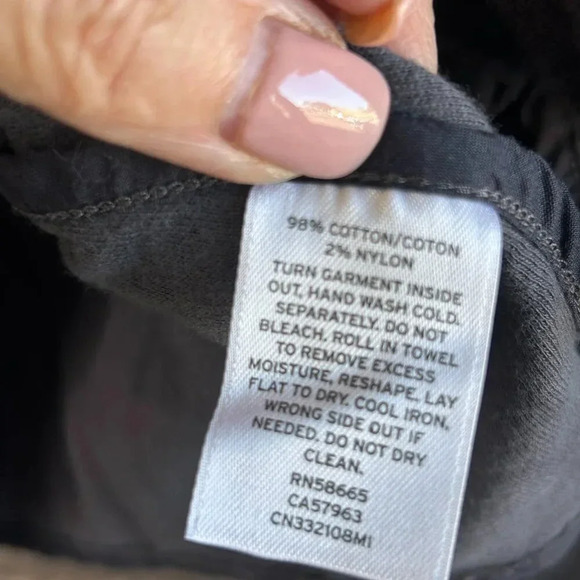 98% COTTON/COTON
2% NYLON
TURN GARMENT INSIDE
OUT, HAND WASH COLD.
SEPARATELY. DO NOT
BLEACH. ROLL IN TOWEL
TO REMOVE EXCESS
MOISTURE, RESHAPE, LAY
FLAT TO DRY. COOL IRON,
WRONG SIDE OUT IF
NEEDED. DO NOT DRY
CLEAN.
RN58665
CA57963
CN332108MI